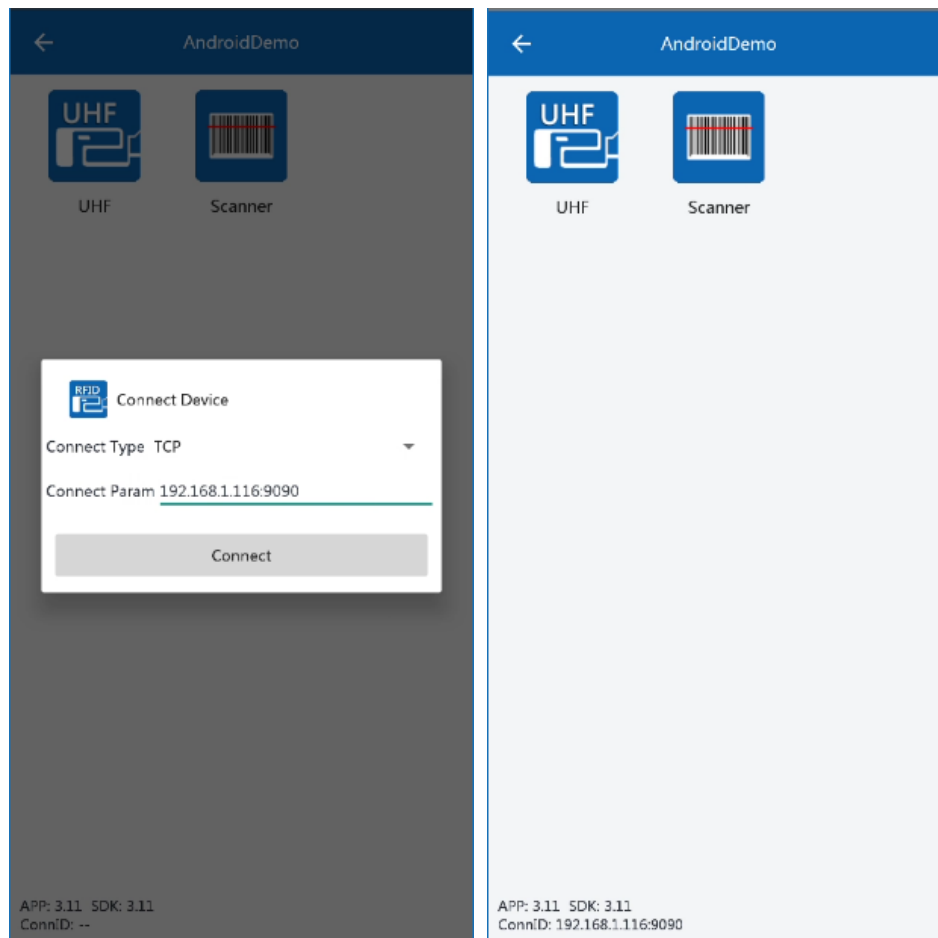 AndroidDemo
UHF
UHF Scanner
RFID
Connect Device
Connect Type TCP
Connect Param 192.168.1.116:9090
Connect
APP: 3.11 SDK: 3.11
ConnID: --
AndroidDemo
UHF
UHF Scanner
APP: 3.11 SDK: 3.11
ConnID: 192.168.1.116:9090